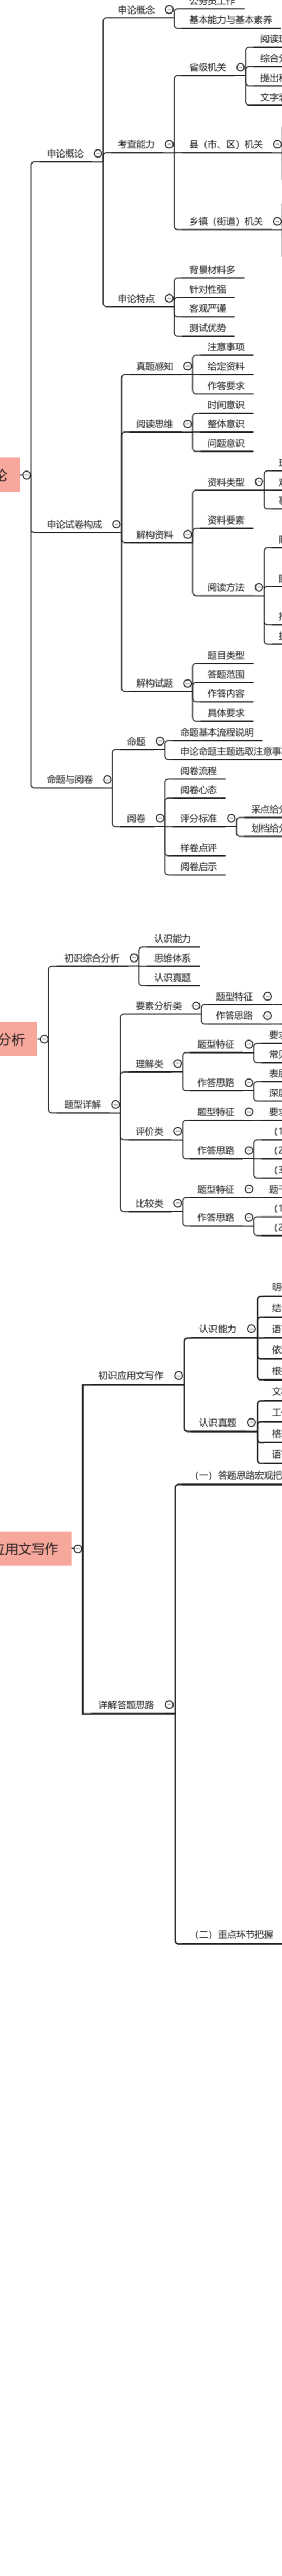 公务员工作
申论概念
基本能力与基本素养
阅读
省级机关
综合
提出
文字
申论概论
考查能力
县（市、区）机关
乡镇（街道）机关
背景材料多
针对性强
申论特点
客观严谨
测试优势
注意事项
真题感知
给定资料
作答要求
时间意识
阅读思维
整体意识
问题意识
论
资料类型
申论试卷构成
资料要素
解构资料
阅读方法
题目类型
答题范围
解构试题
作答内容
具体要求
命题基本流程说明
命题
申论命题主题选取注意事
命题与阅卷
阅卷流程
阅卷心态
采点给
阅卷
评分标准
划档给
样卷点评
阅卷启示
认识能力
初识综合分析
思维体系
认识真题
题型特征
要素分析类
作答思路
分析
要
题型特征
常
理解类
表
作答思路
深
题型详解
题型特征
要
评价类
（1
作答思路
（2
（3
题型特征
题
比较类
（1
作答思路
（2
明
结
认识能力
语
依
初识应用文写作
根
文
工
认识真题
格
语
（一）答题思路宏观把
应用文写作
详解答题思路
（二）重点环节把握